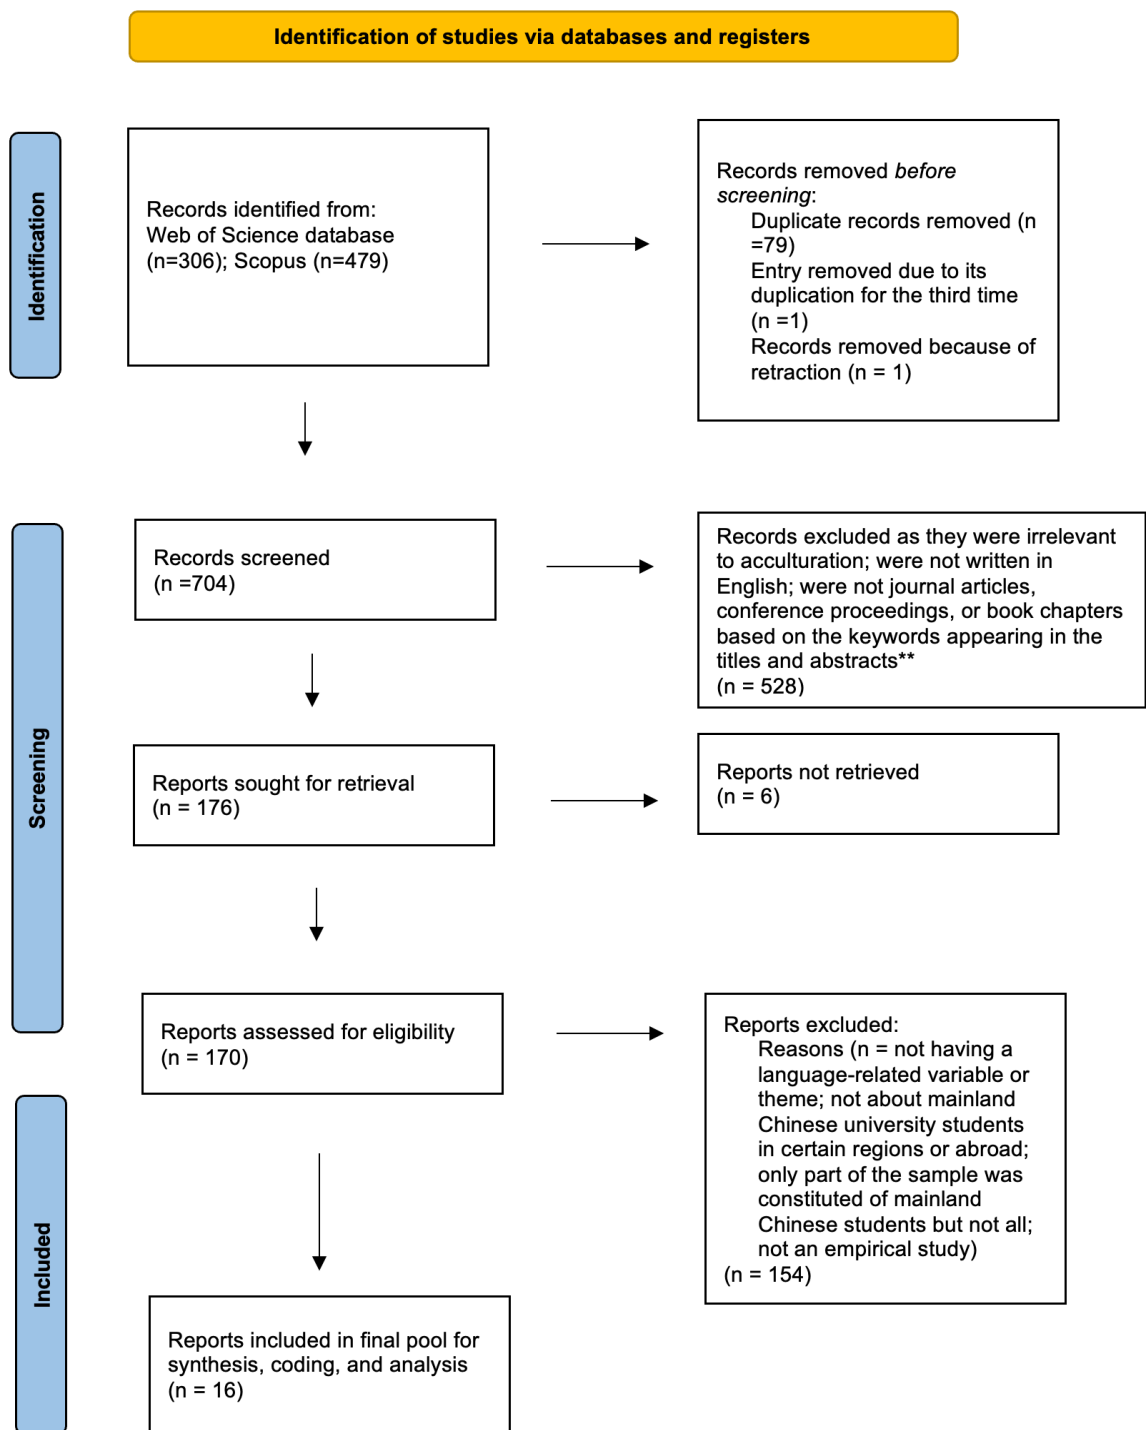 Identification of studies via databases and registers
Identification
Records identified from:
Web of Science database
(n=306); Scopus (n=479)
Records removed before
screening:
Duplicate records removed (n
=79)
Entry removed due to its
duplication for the third time
(n =1)
Records removed because of
retraction (n = 1)
Screening
Records screened
(n =704)
Records excluded as they were irrelevant
to acculturation; were not written in
English; were not journal articles,
conference proceedings, or book chapters
based on the keywords appearing in the
titles and abstracts**
(n = 528)
Reports sought for retrieval
(n = 176)
Reports not retrieved
(n = 6)
Reports assessed for eligibility
(n = 170)
Reports excluded:
Reasons (n = not having a
language-related variable or
theme; not about mainland
Chinese university students
in certain regions or abroad;
only part of the sample was
constituted of mainland
Chinese students but not all;
not an empirical study)
(n = 154)
Included
Reports included in final pool for
synthesis, coding, and analysis
(n = 16)